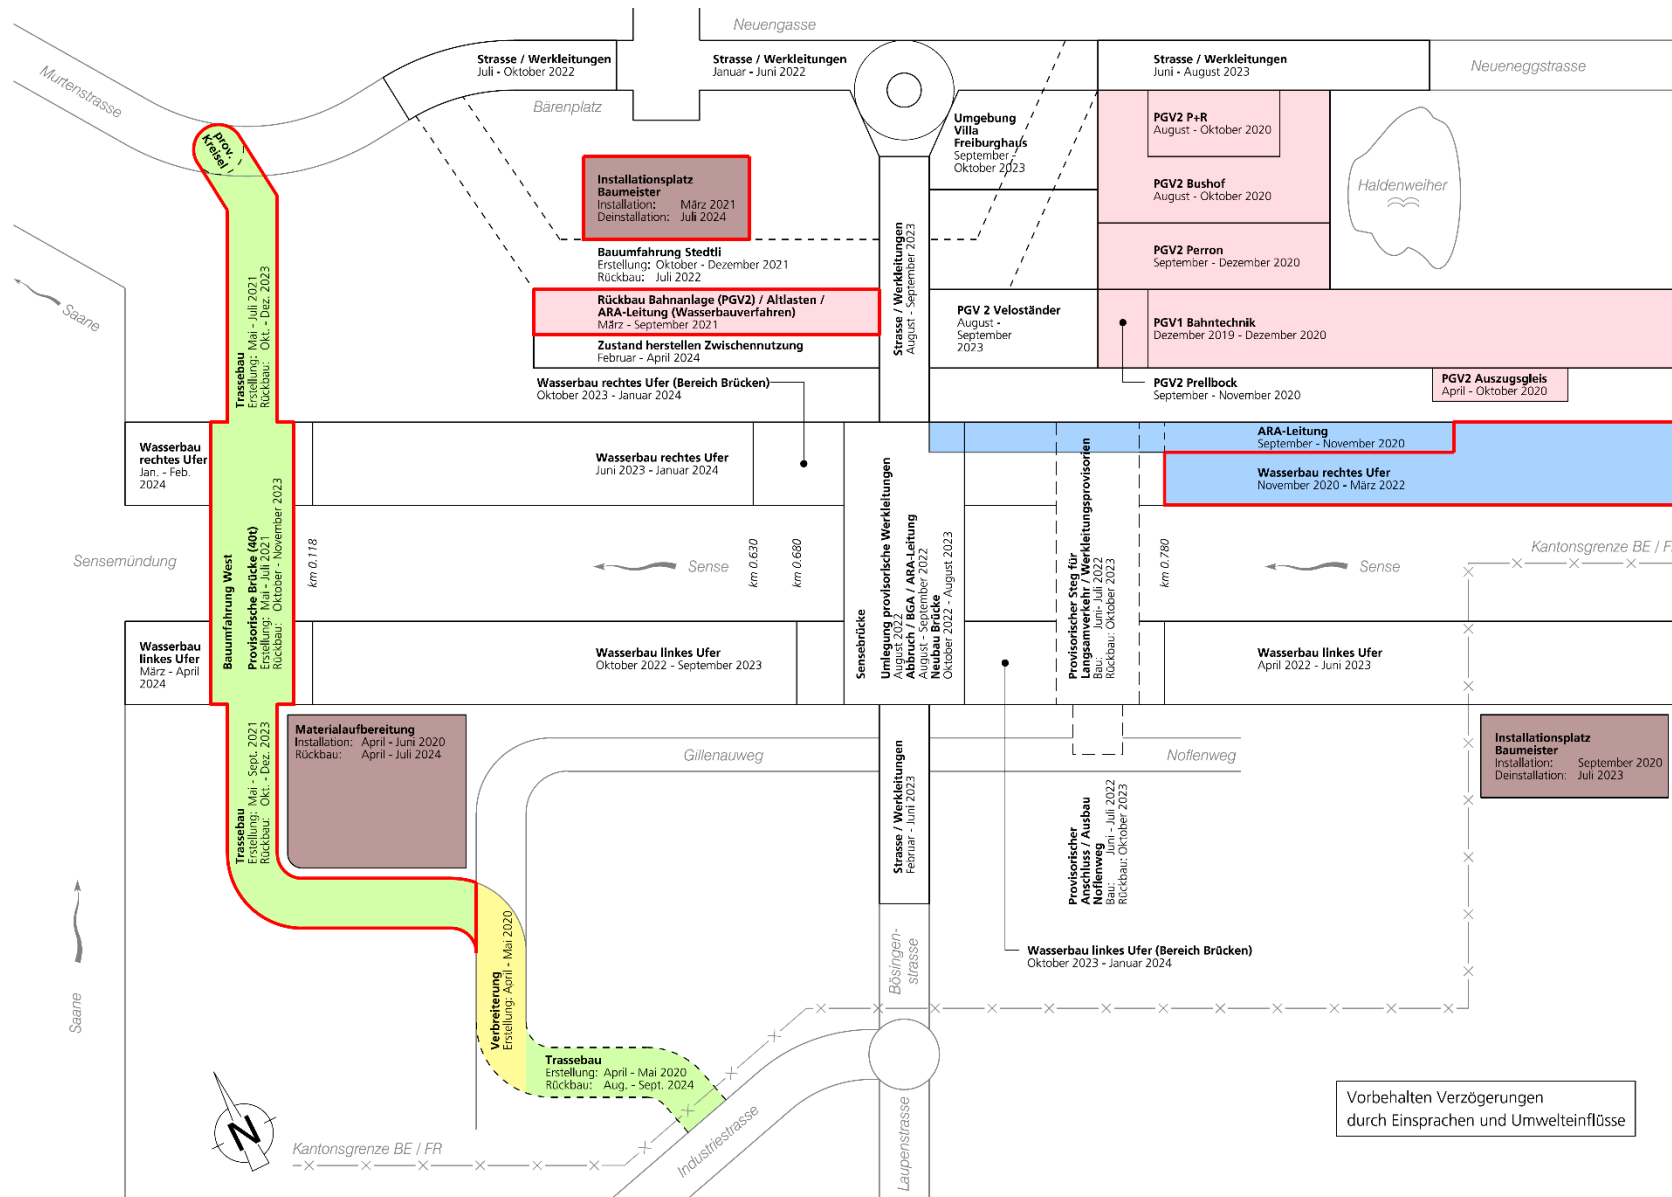 Neuengasse
Murtenstrasse
Strasse / Werkleitungen
Juli - Oktober 2022
Strasse / Werkleitungen
Januar - Juni 2022
Strasse / Werkleitungen
Juni - August 2023
Neueneggstrasse
Bärenplatz
prov.
Kreisel
Umgebung
Villa
Freiburghaus
September -
Oktober 2023
PGV2 P+R
August - Oktober 2020
PGV2 Bushof
August - Oktober 2020
Haldenweiher
PGV2 Perron
September - Dezember 2020
Installationsplatz
Baumeister
Installation: März 2021
Deinstallation: Juli 2024
Bauumfahrung Stedtli
Erstellung: Oktober - Dezember 2021
Rückbau: Juli 2022
Rückbau Bahnanlage (PGV2) / Altlasten /
ARA-Leitung (Wasserbauverfahren)
März - September 2021
Zustand herstellen Zwischennutzung
Februar - April 2024
Strasse / Werkleitungen
August - September 2023
PGV 2 Veloständer
August -
September
2023
PGV1 Bahntechnik
Dezember 2019 - Dezember 2020
PGV2 Prellbock
September - November 2020
PGV2 Auszugsgleis
April - Oktober 2020
Saane
Trassebau
Erstellung: Mai - Juli 2021
Rückbau: Okt. - Dez. 2023
Wasserbau rechtes Ufer (Bereich Brücken)
Oktober 2023 - Januar 2024
Wasserbau
rechtes Ufer
Jan. - Feb.
2024
Wasserbau rechtes Ufer
Juni 2023 - Januar 2024
ARA-Leitung
September - November 2020
Wasserbau rechtes Ufer
November 2020 - März 2022
Sensemündung
Bauumfahrung West
Provisorische Brücke (40t)
Erstellung: Mai - Juli 2021
Rückbau: Oktober - November 2023
km 0.118
Sense
km 0.630
km 0.680
Sensebrücke
Umlegung provisorische Werkleitungen
August 2022
Abbruch / BGA / ARA-Leitung
August - September 2022
Neubau Brücke
Oktober 2022 - August 2023
Provisorischer Steg für
Langsamverkehr / Werkleitungsprovisorien
Bau: Juni- Juli 2022
Rückbau: Oktober 2023
km 0.780
Sense
Kantonsgrenze BE / F
Wasserbau
linkes Ufer
März - April
2024
Wasserbau linkes Ufer
Oktober 2022 - September 2023
Wasserbau linkes Ufer
April 2022 - Juni 2023
Trassebau
Erstellung: Mai - Sept. 2021
Rückbau: Okt. - Dez. 2023
Materialaufbereitung
Installation: April - Juni 2020
Rückbau: April - Juli 2024
Gillenauweg
Strasse / Werkleitungen
Februar - Juni 2023
Noflenweg
Provisorischer
Anschluss / Ausbau
Noflenweg
Bau: Juni - Juli 2022
Rückbau: Oktober 2023
Installationsplatz
Baumeister
Installation: September 2020
Deinstallation: Juli 2023
Wasserbau linkes Ufer (Bereich Brücken)
Oktober 2023 - Januar 2024
Saane
Verbreiterung
Erstellung: April - Mai 2020
Bösingen-
strasse
Trassebau
Erstellung: April - Mai 2020
Rückbau: Aug. - Sept. 2024
N
Kantonsgrenze BE / FR
Industriestrasse
Laupenstrasse
Vorbehalten Verzögerungen
durch Einsprachen und Umwelteinflüsse